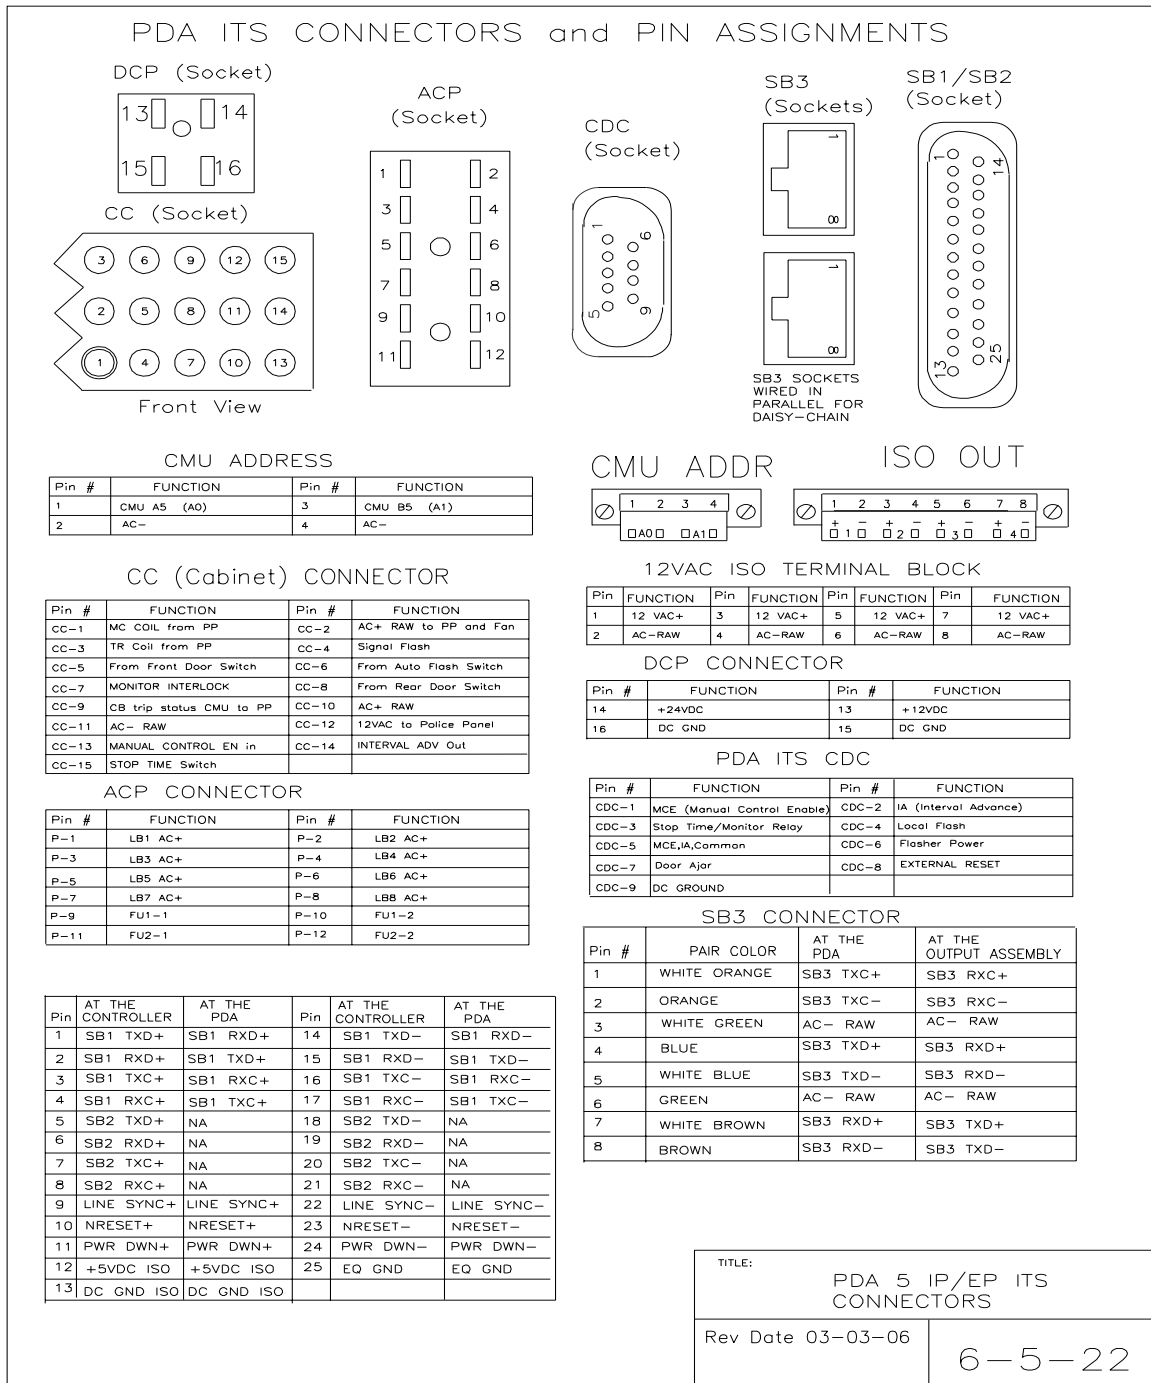 PDA ITS CONNECTORS and PIN ASSIGNMENTS
DCP (Socket)
13 14
15 16
CC (Socket)
3 6 9 12 15
2 5 8 11 14
1 4 7 10 13
Front View
ACP
(Socket)
1 2
3 4
5 6
7 8
9 10
11 12
CDC
(Socket)
1 6
5 9
SB3
(Sockets)
1
8
1
8
SB3 SOCKETS
WIRED IN
PARALLEL FOR
DAISY-CHAIN
SB1/SB2
(Socket)
1 14
13 25
CMU ADDRESS
Pin # FUNCTION Pin # FUNCTION
1 CMU A5 (A0) 3 CMU B5 (A1)
2 AC- 4 AC-
CMU ADDR
1 2 3 4
A0 A1
ISO OUT
1 2 3 4 5 6 7 8
+ - + - + - + -
1 2 3 4
CC (Cabinet) CONNECTOR
Pin # FUNCTION Pin # FUNCTION
CC-1 MC COIL from PP CC-2 AC+ RAW to PP and Fan
CC-3 TR Coil from PP CC-4 Signal Flash
CC-5 From Front Door Switch CC-6 From Auto Flash Switch
CC-7 MONITOR INTERLOCK CC-8 From Rear Door Switch
CC-9 CB trip status CMU to PP CC-10 AC+ RAW
CC-11 AC- RAW CC-12 12VAC to Police Panel
CC-13 MANUAL CONTROL EN in CC-14 INTERVAL ADV Out
CC-15 STOP TIME Switch
ACP CONNECTOR
Pin # FUNCTION Pin # FUNCTION
P-1 LB1 AC+ P-2 LB2 AC+
P-3 LB3 AC+ P-4 LB4 AC+
P-5 LB5 AC+ P-6 LB6 AC+
P-7 LB7 AC+ P-8 LB8 AC+
P-9 FU1-1 P-10 FU1-2
P-11 FU2-1 P-12 FU2-2
12VAC ISO TERMINAL BLOCK
Pin FUNCTION Pin FUNCTION Pin FUNCTION Pin FUNCTION
1 12 VAC+ 3 12 VAC+ 5 12 VAC+ 7 12 VAC+
2 AC-RAW 4 AC-RAW 6 AC-RAW 8 AC-RAW
DCP CONNECTOR
Pin # FUNCTION Pin # FUNCTION
14 +24VDC 13 +12VDC
16 DC GND 15 DC GND
PDA ITS CDC
Pin # FUNCTION Pin # FUNCTION
CDC-1 MCE (Manual Control Enable) CDC-2 IA (Interval Advance)
CDC-3 Stop Time/Monitor Relay CDC-4 Local Flash
CDC-5 MCE,IA,Common CDC-6 Flasher Power
CDC-7 Door Ajar CDC-8 EXTERNAL RESET
CDC-9 DC GROUND
SB3 CONNECTOR
Pin # PAIR COLOR AT THE PDA AT THE OUTPUT ASSEMBLY
1 WHITE ORANGE SB3 TXC+ SB3 RXC+
2 ORANGE SB3 TXC- SB3 RXC-
3 WHITE GREEN AC- RAW AC- RAW
4 BLUE SB3 TXD+ SB3 RXD+
5 WHITE BLUE SB3 TXD- SB3 RXD-
6 GREEN AC- RAW AC- RAW
7 WHITE BROWN SB3 RXD+ SB3 TXD+
8 BROWN SB3 RXD- SB3 TXD-
Pin AT THE CONTROLLER AT THE PDA Pin AT THE CONTROLLER AT THE PDA
1 SB1 TXD+ SB1 RXD+ 14 SB1 TXD- SB1 RXD-
2 SB1 RXD+ SB1 TXD+ 15 SB1 RXD- SB1 TXD-
3 SB1 TXC+ SB1 RXC+ 16 SB1 TXC- SB1 RXC-
4 SB1 RXC+ SB1 TXC+ 17 SB1 RXC- SB1 TXC-
5 SB2 TXD+ NA 18 SB2 TXD- NA
6 SB2 RXD+ NA 19 SB2 RXD- NA
7 SB2 TXC+ NA 20 SB2 TXC- NA
8 SB2 RXC+ NA 21 SB2 RXC- NA
9 LINE SYNC+ LINE SYNC+ 22 LINE SYNC- LINE SYNC-
10 NRESET+ NRESET+ 23 NRESET- NRESET-
11 PWR DWN+ PWR DWN+ 24 PWR DWN- PWR DWN-
12 +5VDC ISO +5VDC ISO 25 EQ GND EQ GND
13 DC GND ISO DC GND ISO
TITLE:
PDA 5 IP/EP ITS
CONNECTORS
Rev Date 03-03-06
6-5-22